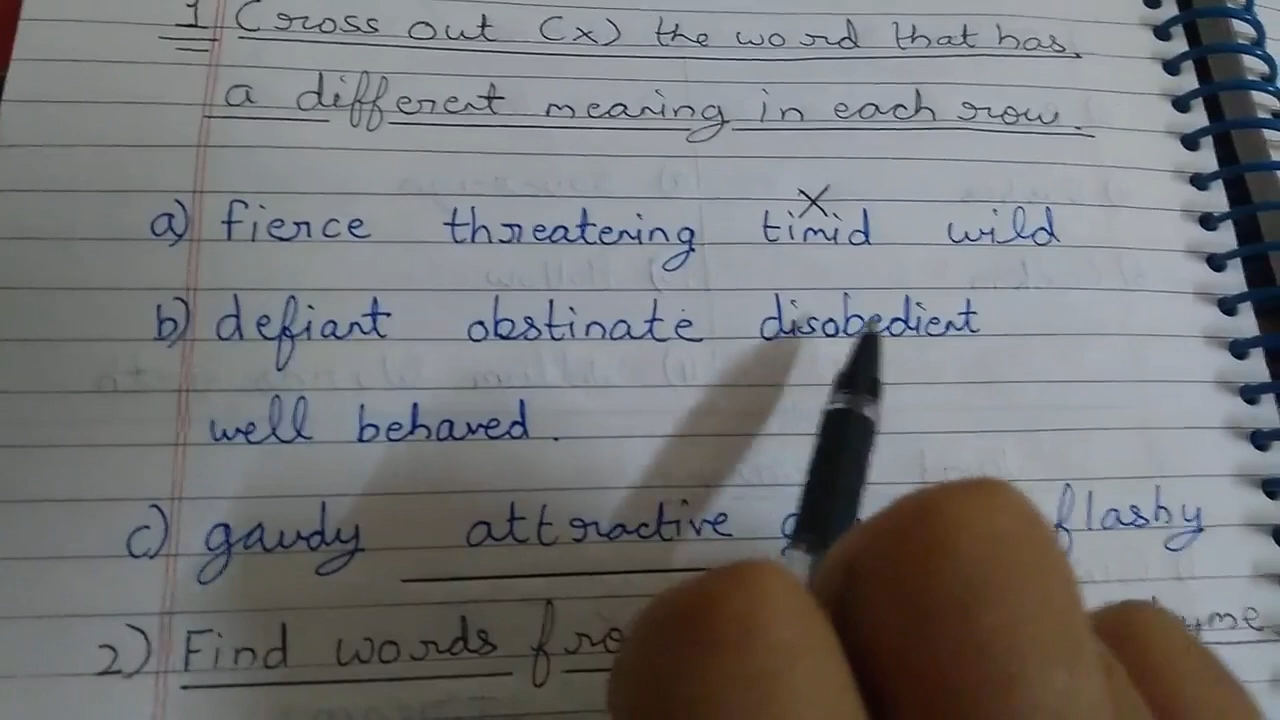 1 Cross out (x) the word that has
a different meaning in each row.
x
a) fierce threatening timid wild
b) defiant obstinate disobedient
well behaved.
c) gaudy attractive flashy
2) Find words